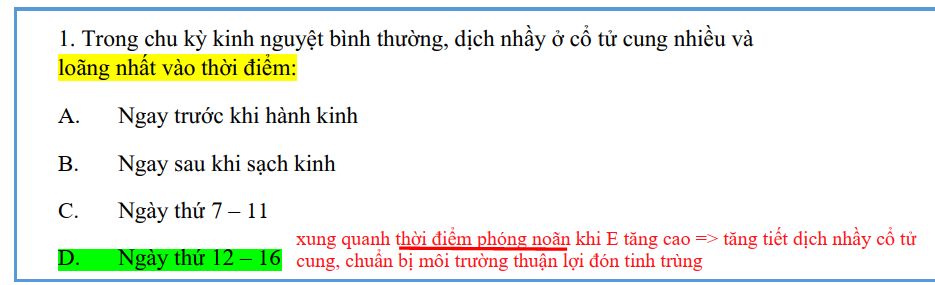 1. Trong chu kỳ kinh nguyệt bình thường, dịch nhầy ở cổ tử cung nhiều và
loãng nhất vào thời điểm:
A. Ngay trước khi hành kinh
B. Ngay sau khi sạch kinh
C. Ngày thứ 7 – 11
D. Ngày thứ 12 – 16
xung quanh thời điểm phóng noãn khi E tăng cao => tăng tiết dịch nhầy cổ tử
cung, chuẩn bị môi trường thuận lợi đón tinh trùng